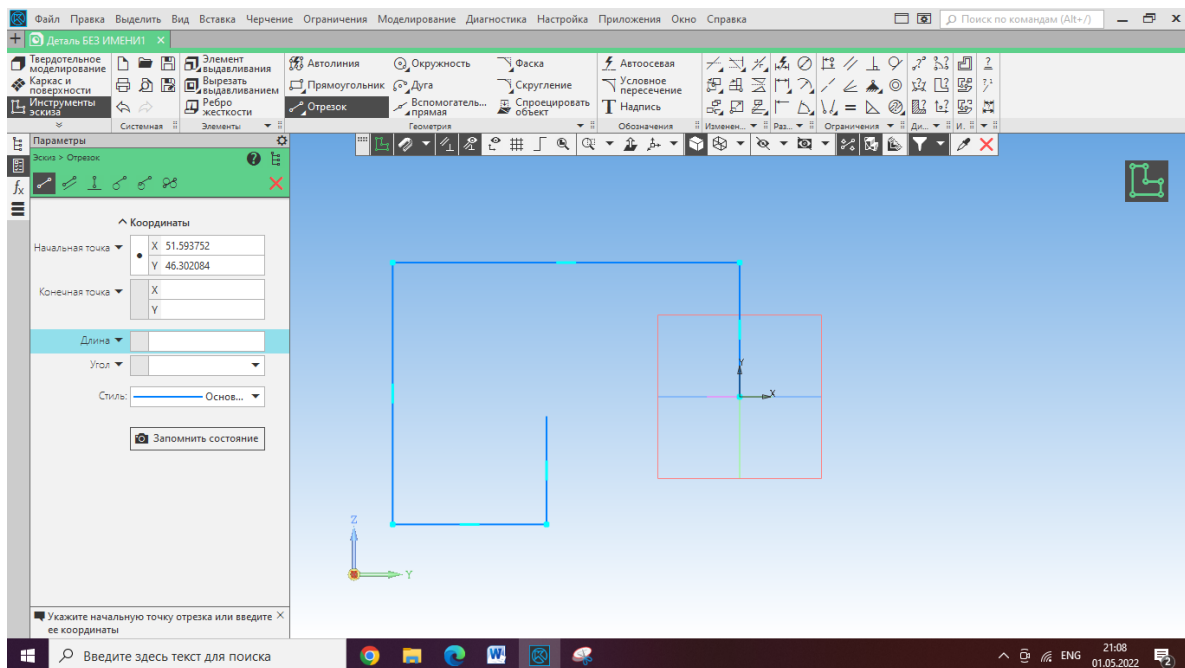 Файл Правка Выделить Вид Вставка Черчение Ограничения Моделирование Диагностика Настройка Приложения Окно Справка
Поиск по командам (Alt+/)
Деталь БЕЗ ИМЕНИ1
Твердотельное
моделирование
Каркас и
поверхности
Инструменты
эскиза
Системная
Элемент
выдавливания
Вырезать
выдавливанием
Ребро
жесткости
Элементы
Автолиния
Прямоугольник
Отрезок
Окружность
Дуга
Вспомогатель...
прямая
Фаска
Скругление
Спроецировать
объект
Геометрия
Автоосевая
Условное
пересечение
Надпись
Обозначения
Изменен...
Раз...
Ограничения
Ди...
И.
Параметры
Эскиз > Отрезок
Координаты
Начальная точка
X 51.593752
Y 46.302084
Конечная точка
X
Y
Длина
Угол
Стиль:
Основ...
Запомнить состояние
Y
X
Z
Y
Укажите начальную точку отрезка или введите
ее координаты
Введите здесь текст для поиска
ENG
21:08
01.05.2022
2